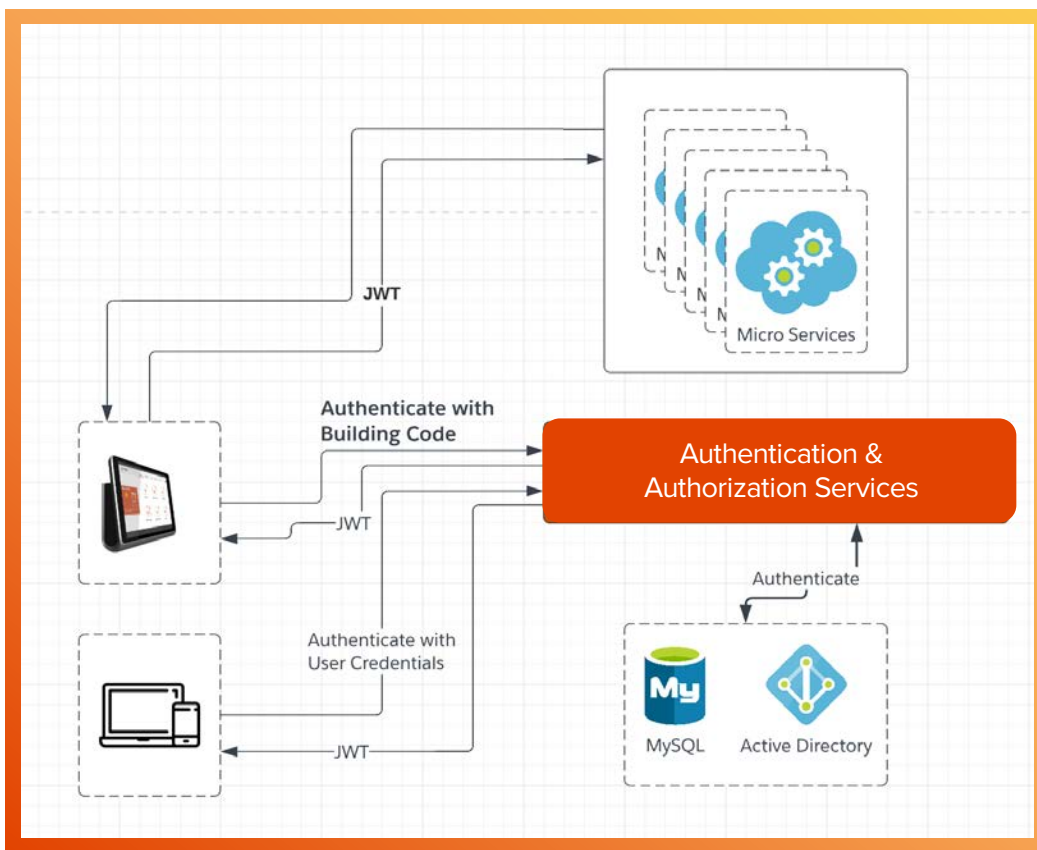 Micro Services
JWT
Authenticate with
Building Code
Authentication &
Authorization Services
JWT
Authenticate
Authenticate with
User Credentials
My
MySQL
Active Directory
JWT